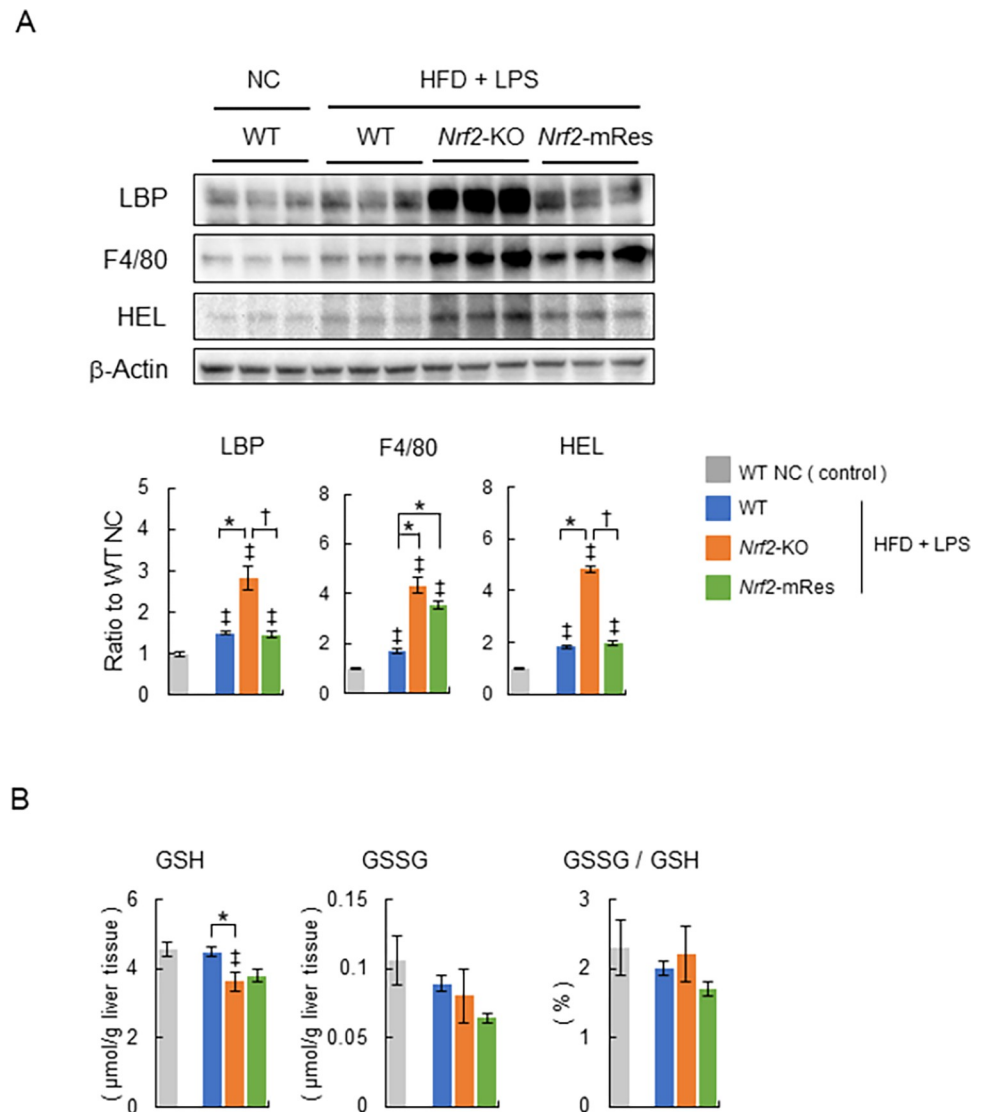 A
NC HFD + LPS
WT WT Nrf2-KO Nrf2-mRes
LBP
F4/80
HEL
β-Actin
LBP F4/80 HEL
Ratio to WT NC
5
4
3
2
1
0
* †
‡ ‡ ‡
8
6
4
2
0
*
*
‡ ‡ ‡
8
6
4
2
0
* †
‡ ‡ ‡
WT NC ( control )
WT
Nrf2-KO
Nrf2-mRes
HFD + LPS
B
GSH GSSG GSSG / GSH
( μmol/g liver tissue )
6
4
2
0
*
‡
( μmol/g liver tissue )
0.15
0.1
0.05
0
( % )
3
2
1
0